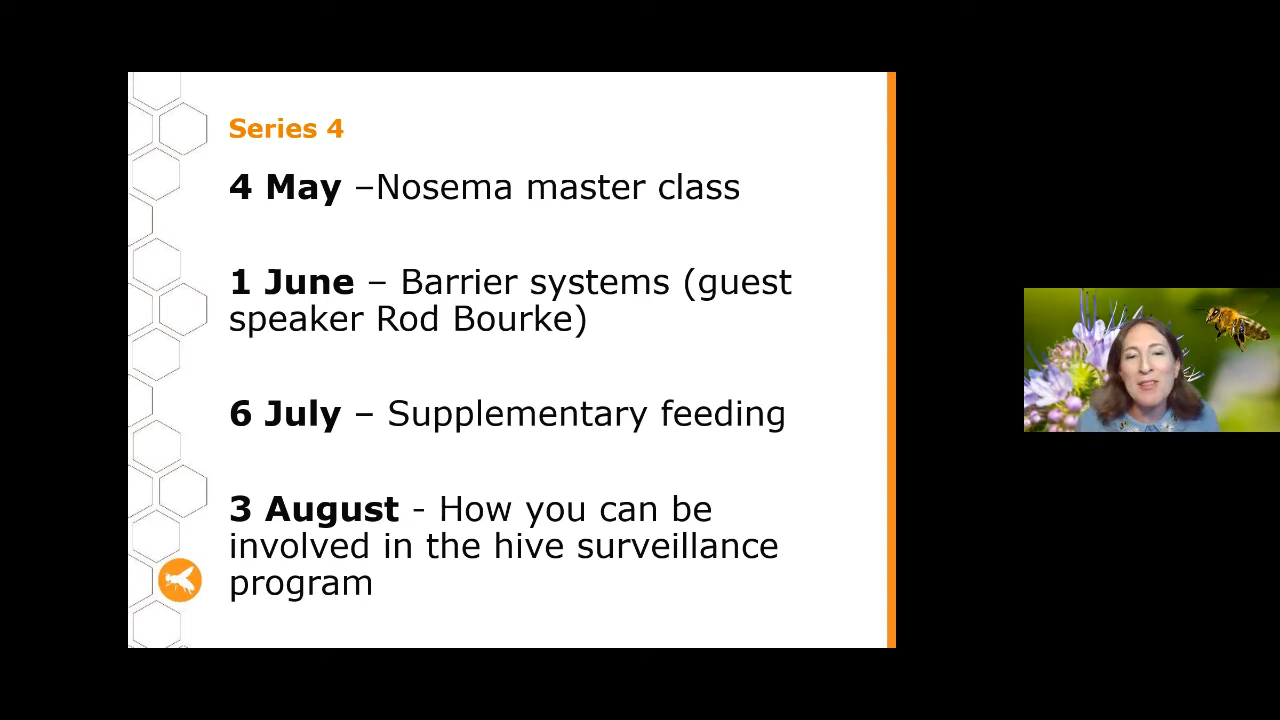 Series 4
4 May –Nosema master class
1 June – Barrier systems (guest
speaker Rod Bourke)
6 July – Supplementary feeding
3 August - How you can be
involved in the hive surveillance
program